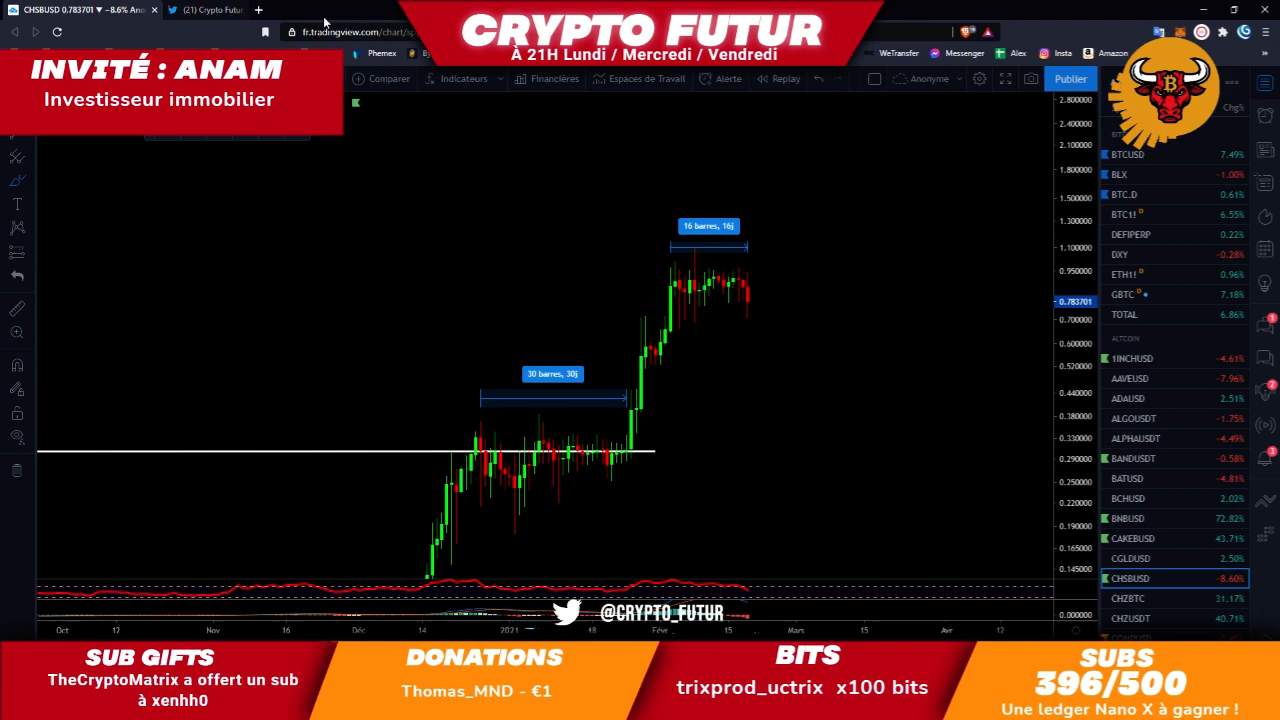 CHSBUSD 0.783701 ▼ −8.6% Ano
(21) Crypto Futur
fr.tradingview.com/chart/sp
CRYPTO FUTUR
À 21H Lundi / Mercredi / Vendredi
Phemex
WeTransfer
Messenger
Alex
Insta
Amazon
INVITÉ : ANAM
Investisseur immobilier
Comparer
Indicateurs
Financières
Espaces de Travail
Alerte
Replay
Anonyme
Publier
Chg%
BTCUSD 7.49%
BLX -1.00%
BTC.D 0.61%
BTC1! D 6.55%
DEFIPERP 0.22%
DXY -0.28%
ETH1! D 0.96%
GBTC D 7.18%
TOTAL 6.86%
ALTCOIN
1INCHUSD -4.61%
AAVEUSD -7.96%
ADAUSD 2.51%
ALGOUSDT -1.75%
ALPHAUSDT -4.49%
BANDUSDT -0.58%
BATUSD -4.81%
BCHUSD 2.02%
BNBUSD 72.82%
CAKEBUSD 43.71%
CGLDUSD 2.50%
CHSBUSD -8.60%
CHZBTC 31.17%
CHZUSDT 40.71%
2.800000
2.400000
2.100000
1.800000
1.500000
1.300000
1.100000
0.950000
0.783701
0.700000
0.600000
0.520000
0.440000
0.380000
0.330000
0.290000
0.250000
0.220000
0.190000
0.165000
0.145000
0.000000
16 barres, 16j
30 barres, 30j
@CRYPTO_FUTUR
Oct 12 Nov 16 Déc 14 2021 18 Févr 15 Mars 15 Avr 12
SUB GIFTS
TheCryptoMatrix a offert un sub
à xenhh0
DONATIONS
Thomas_MND - €1
BITS
trixprod_uctrix x100 bits
SUBS
396/500
Une ledger Nano X à gagner !